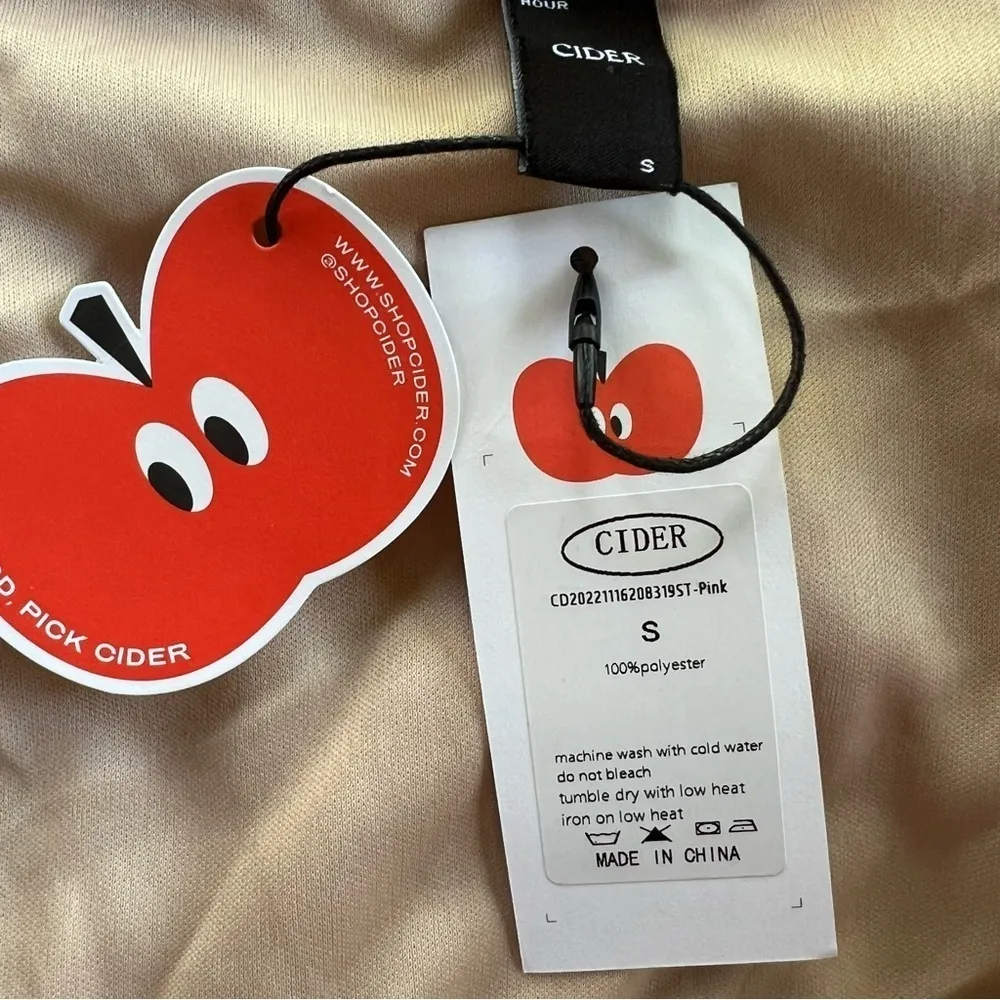 HOUR
CIDER
S
WWW.SHOPCIDER.COM
@SHOPCIDER
PICK CIDER
CIDER
CD20221116208319ST-Pink
S
100%polyester
machine wash with cold water
do not bleach
tumble dry with low heat
iron on low heat
MADE IN CHINA